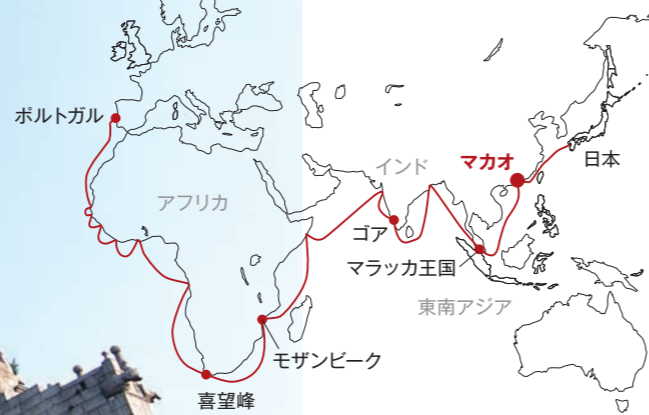 ポルトガル
アフリカ
インド
マカオ
日本
ゴア
マラッカ王国
東南アジア
モザンビーク
喜望峰